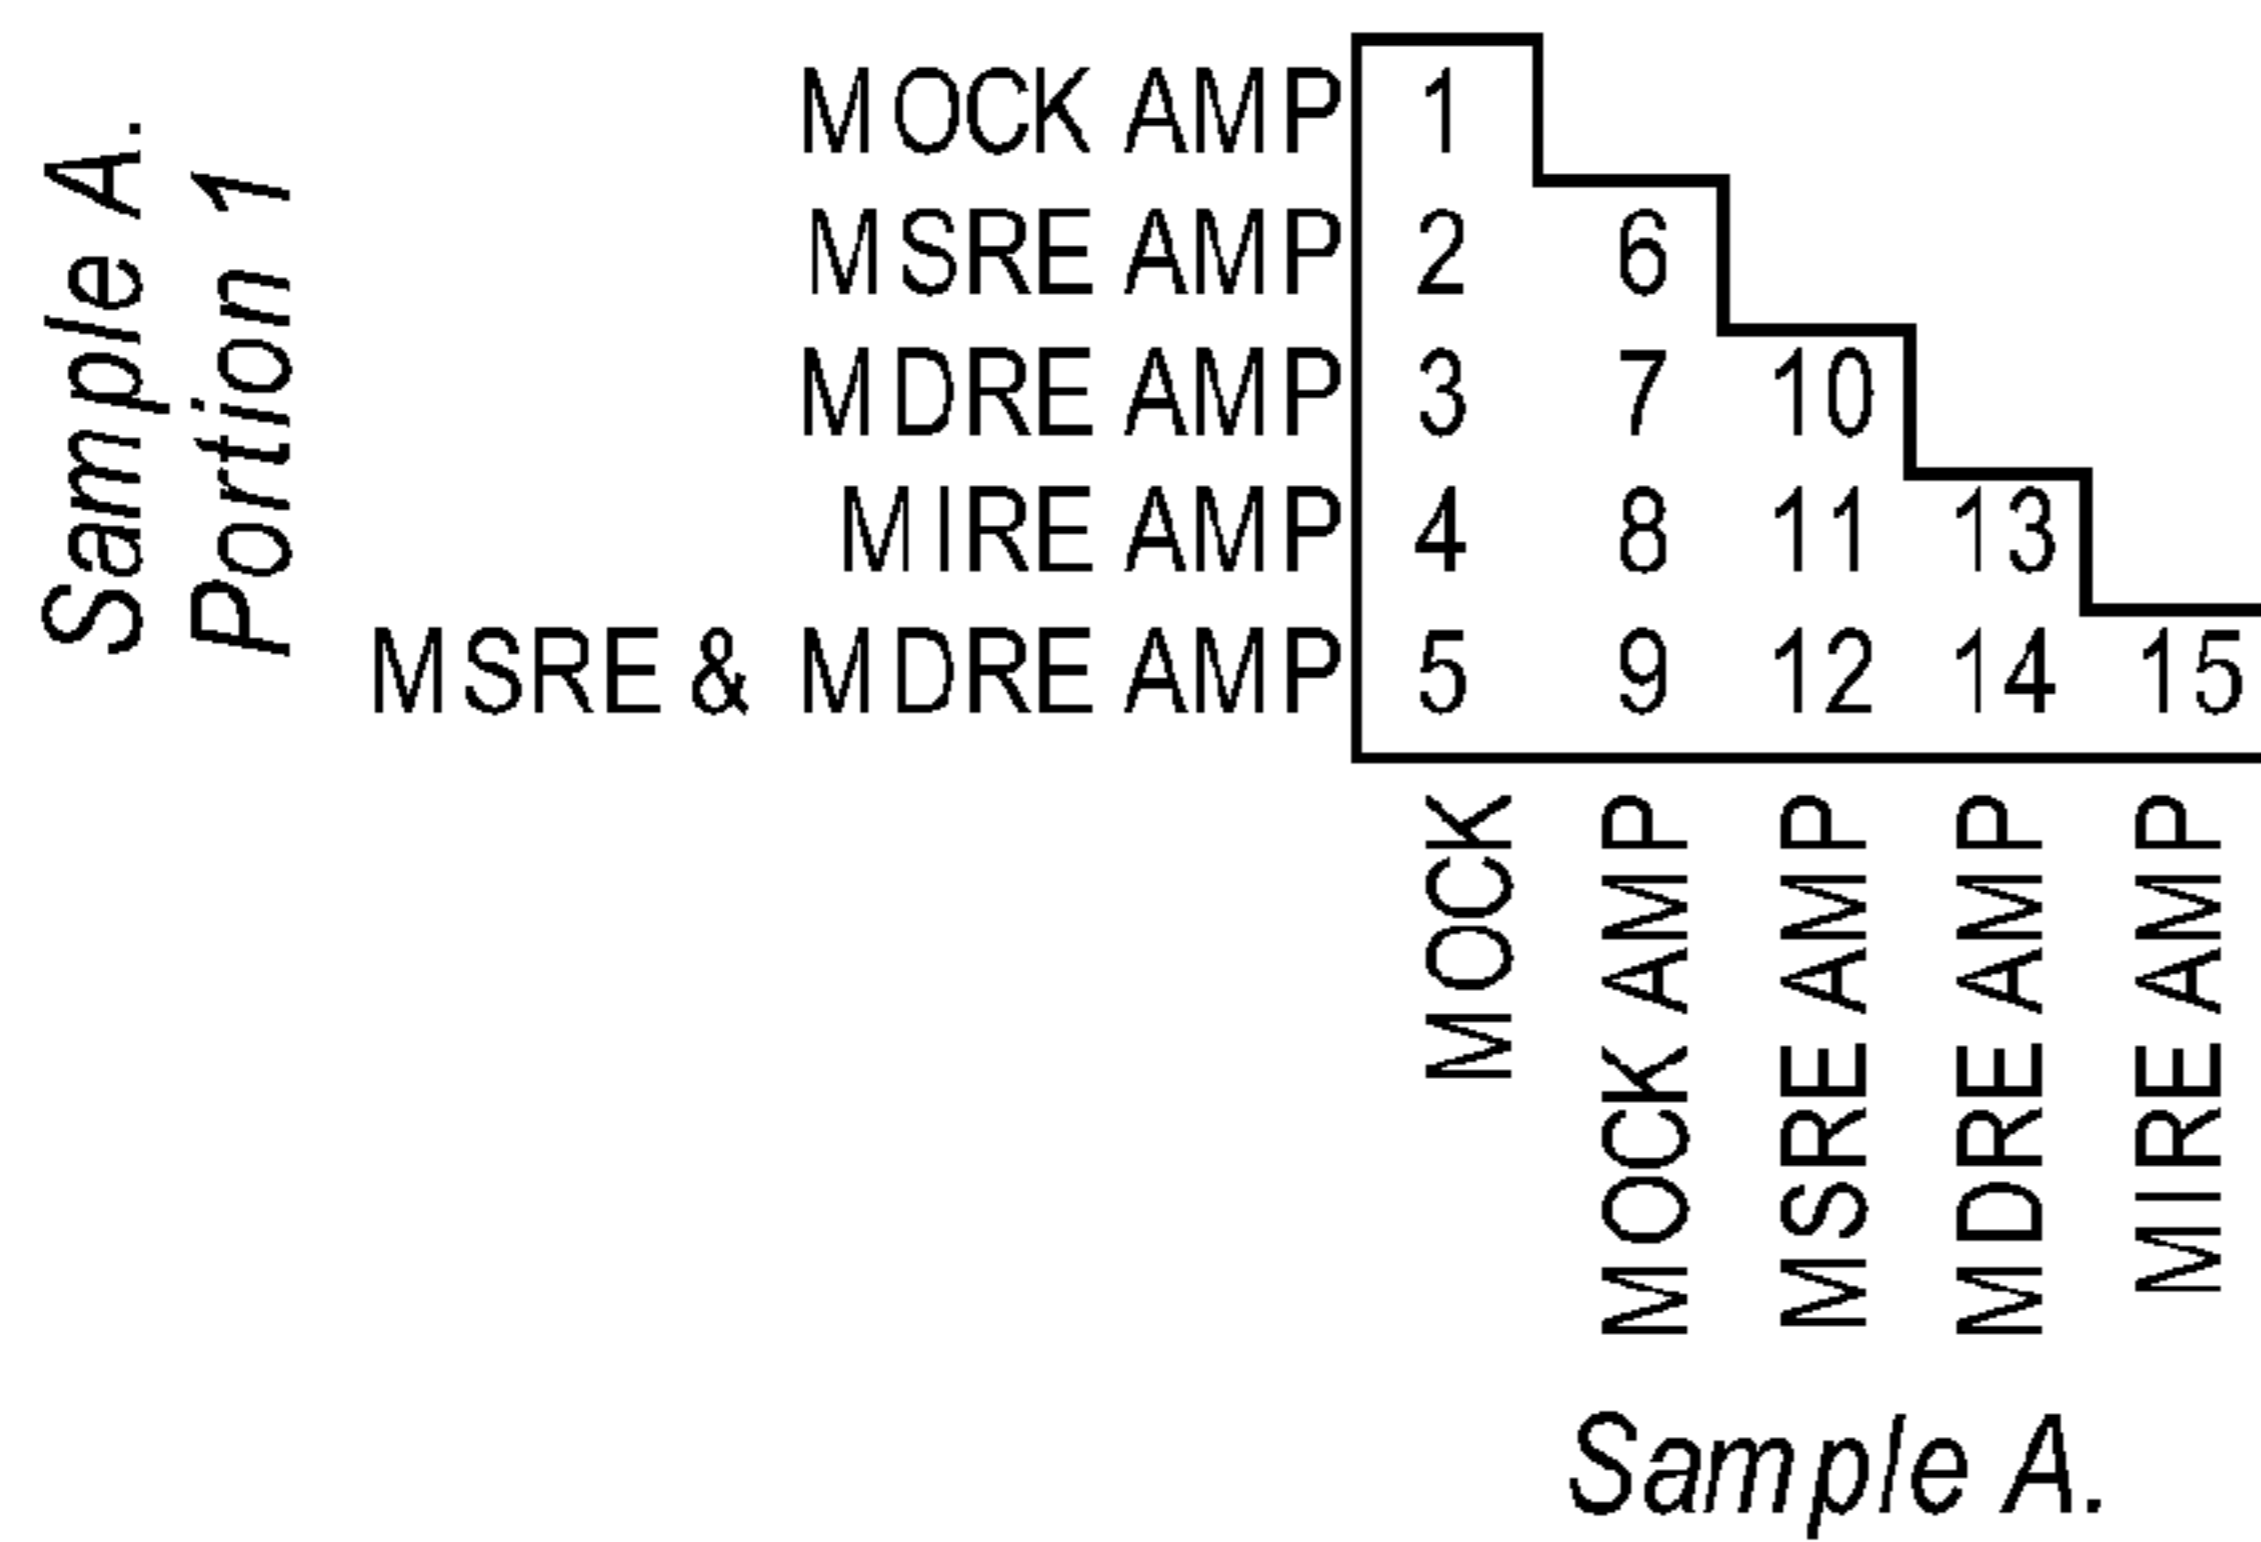 Sample A.
Portion 1
MOCK AMP 1
MSRE AMP 2 6
MDRE AMP 3 7 10
MIRE AMP 4 8 11 13
MSRE & MDRE AMP 5 9 12 14 15
MOCK
MOCK AMP
MSRE AMP
MDRE AMP
MIRE AMP
Sample A.